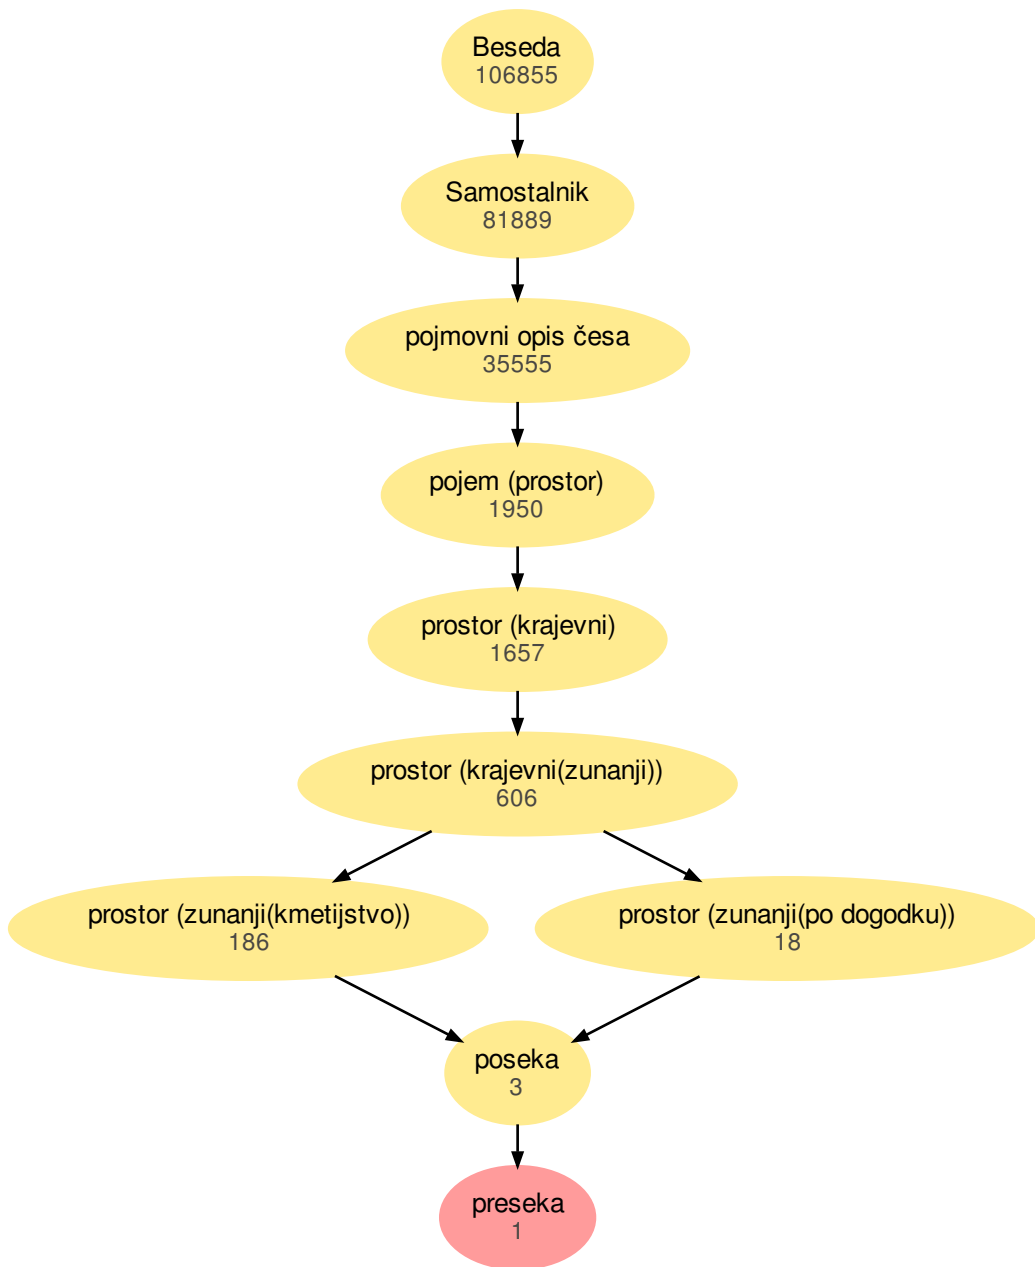 Beseda
106855
Samostalnik
81889
pojmovni opis česa
35555
pojem (prostor)
1950
prostor (krajevni)
1657
prostor (krajevni(zunanji))
606
prostor (zunanji(kmetijstvo))
186
prostor (zunanji(po dogodku))
18
poseka
3
preseka
1